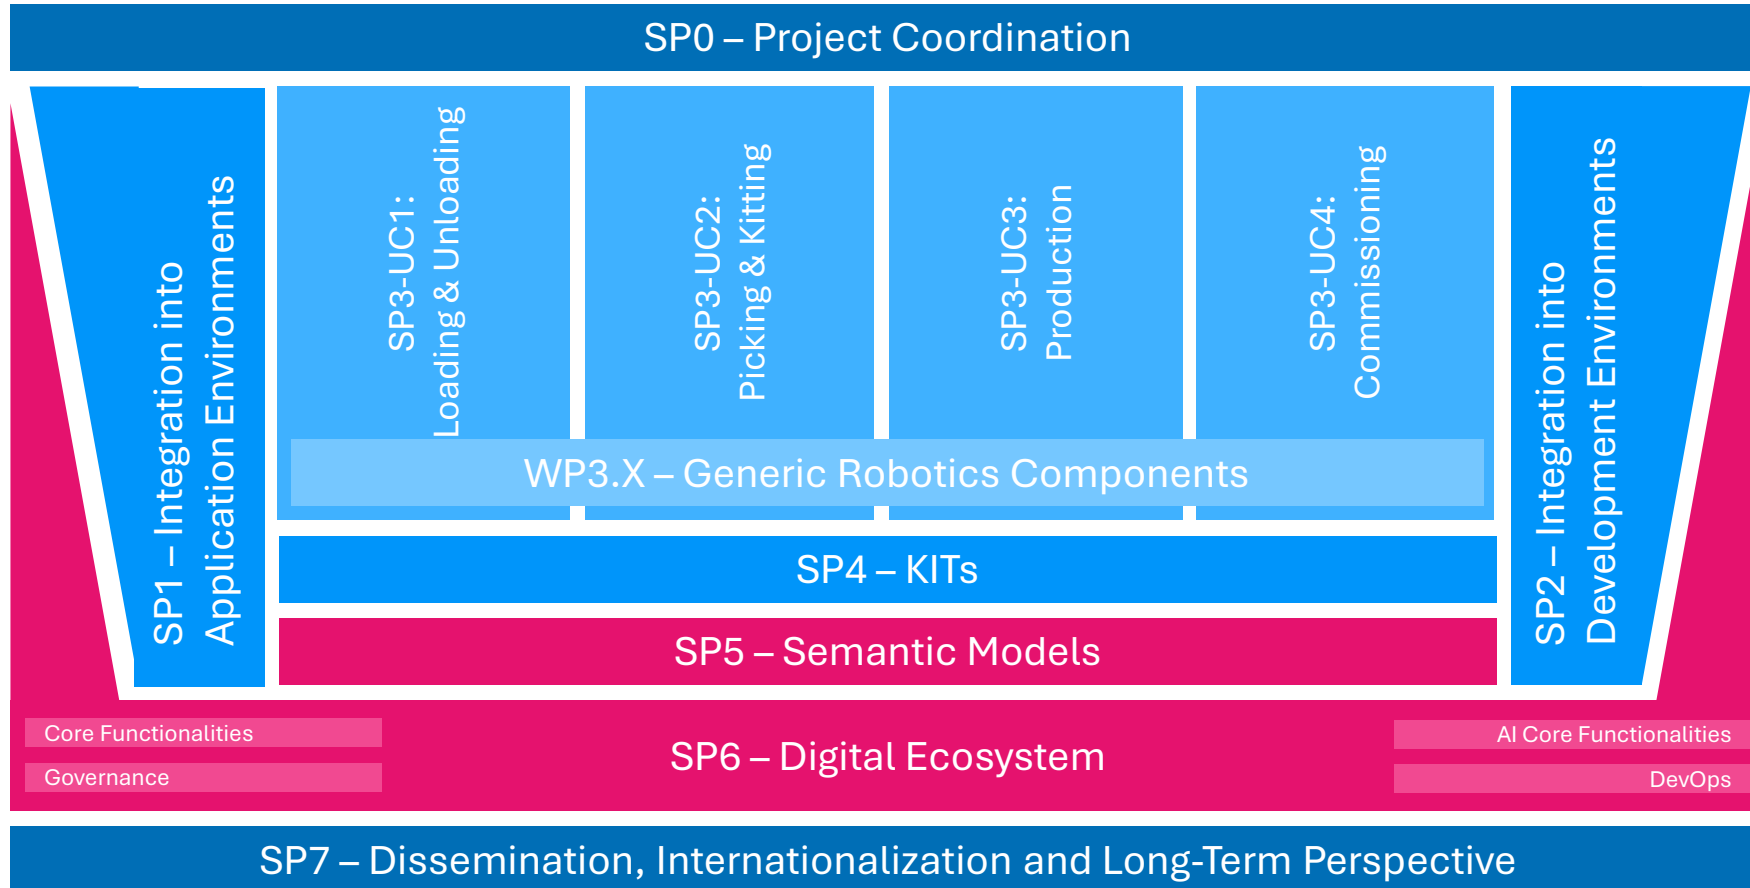 SP0 – Project Coordination
SP1 – Integration into
Application Environments
SP3-UC1:
Loading & Unloading
SP3-UC2:
Picking & Kitting
SP3-UC3:
Production
SP3-UC4:
Commissioning
SP2 – Integration into
Development Environments
WP3.X – Generic Robotics Components
SP4 – KITs
SP5 – Semantic Models
Core Functionalities
Governance
SP6 – Digital Ecosystem
AI Core Functionalities
DevOps
SP7 – Dissemination, Internationalization and Long-Term Perspective